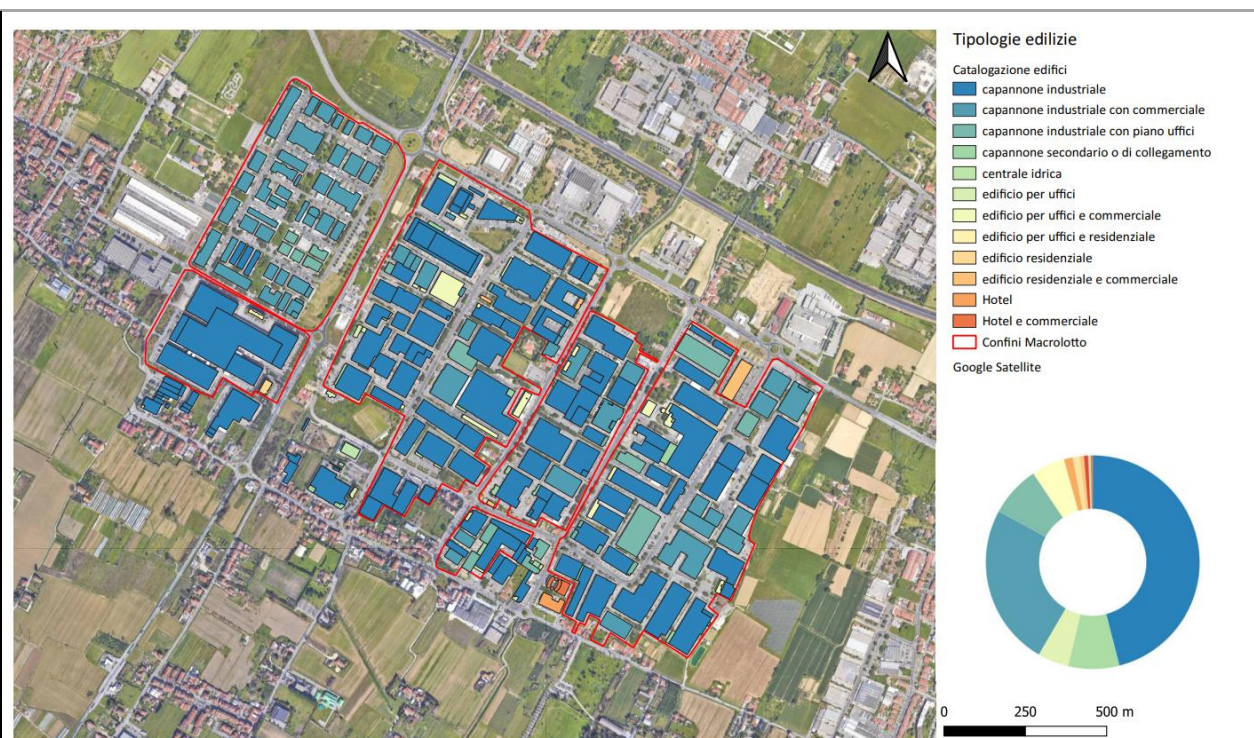 Tipologie edilizie
Catalogazione edifici
capannone industriale
capannone industriale con commerciale
capannone industriale con piano uffici
capannone secondario o di collegamento
centrale idrica
edificio per uffici
edificio per uffici e commerciale
edificio per uffici e residenziale
edificio residenziale
edificio residenziale e commerciale
Hotel
Hotel e commerciale
Confini Macrolotto
Google Satellite
0 250 500 m